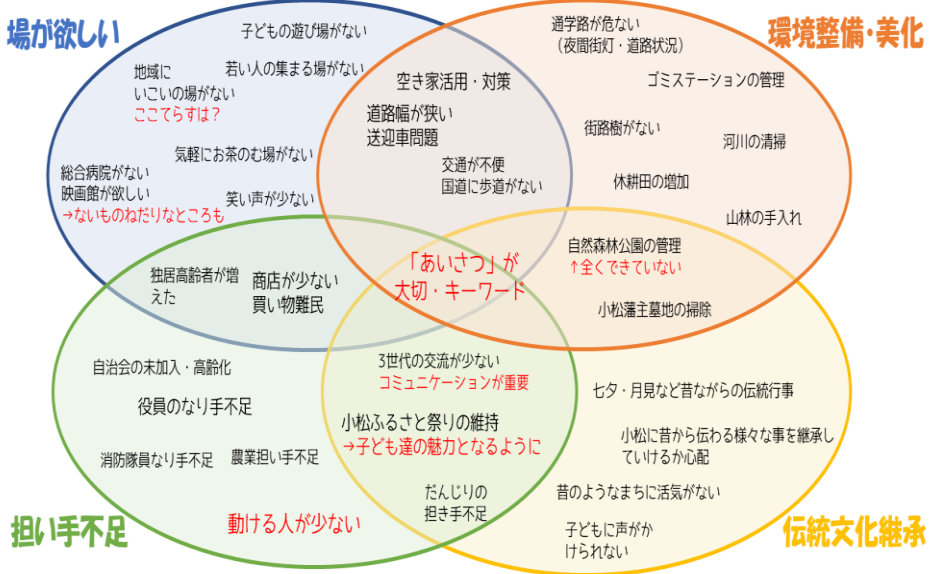 場が欲しい
子どもの遊び場がない
若い人の集まる場がない
地域に
いこいの場がない
ここてらすは？
気軽にお茶のむ場がない
総合病院がない
映画館が欲しい
→ないものねだりなところも
笑い声が少ない
空き家活用・対策
道路幅が狭い
送迎車問題
交通が不便
国道に歩道がない
環境整備・美化
通学路が危ない
（夜間街灯・道路状況）
ゴミステーションの管理
街路樹がない
河川の清掃
休耕田の増加
山林の手入れ
自然森林公園の管理
↑全くできていない
小松藩主墓地の掃除
「あいさつ」が
大切・キーワード
独居高齢者が増
えた
商店が少ない
買い物難民
自治会の未加入・高齢化
役員のなり手不足
消防隊員なり手不足
農業担い手不足
動ける人が少ない
担い手不足
3世代の交流が少ない
コミュニケーションが重要
小松ふるさと祭りの維持
→子ども達の魅力となるように
だんじりの
担き手不足
七夕・月見など昔ながらの伝統行事
小松に昔から伝わる様々な事を継承し
ていけるか心配
昔のようなまちに活気がない
子どもに声がか
けられない
伝統文化継承